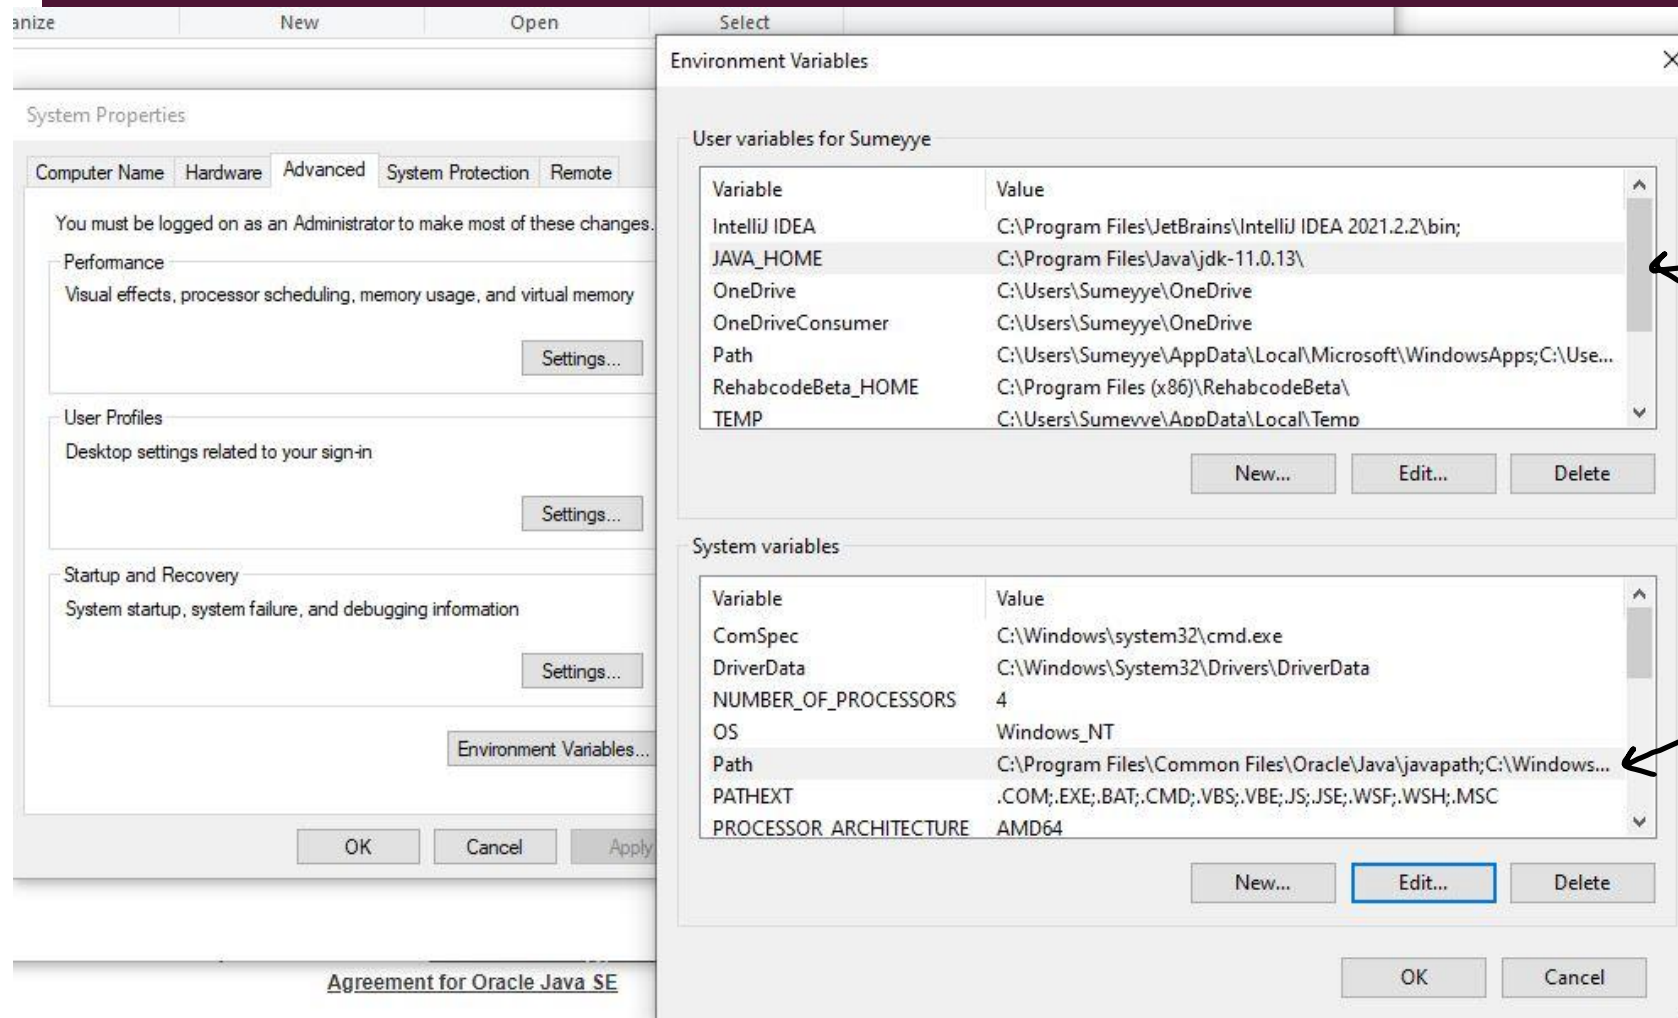 anize New Open Select
Environment Variables
System Properties
Computer Name Hardware Advanced System Protection Remote
You must be logged on as an Administrator to make most of these changes.
Performance
Visual effects, processor scheduling, memory usage, and virtual memory
Settings...
User Profiles
Desktop settings related to your sign-in
Settings...
Startup and Recovery
System startup, system failure, and debugging information
Settings...
Environment Variables...
OK Cancel Apply
Agreement for Oracle Java SE
User variables for Sumeyye
Variable Value
IntelliJ IDEA C:\Program Files\JetBrains\IntelliJ IDEA 2021.2.2\bin;
JAVA_HOME C:\Program Files\Java\jdk-11.0.13\
OneDrive C:\Users\Sumeyye\OneDrive
OneDriveConsumer C:\Users\Sumeyye\OneDrive
Path C:\Users\Sumeyye\AppData\Local\Microsoft\WindowsApps;C:\Use...
RehabcodeBeta_HOME C:\Program Files (x86)\RehabcodeBeta\
TEMP C:\Users\Sumeyye\AppData\Local\Temp
New... Edit... Delete
System variables
Variable Value
ComSpec C:\Windows\system32\cmd.exe
DriverData C:\Windows\System32\Drivers\DriverData
NUMBER_OF_PROCESSORS 4
OS Windows_NT
Path C:\Program Files\Common Files\Oracle\Java\javapath;C:\Windows...
PATHEXT .COM;.EXE;.BAT;.CMD;.VBS;.VBE;.JS;.JSE;.WSF;.WSH;.MSC
PROCESSOR_ARCHITECTURE AMD64
New... Edit... Delete
OK Cancel